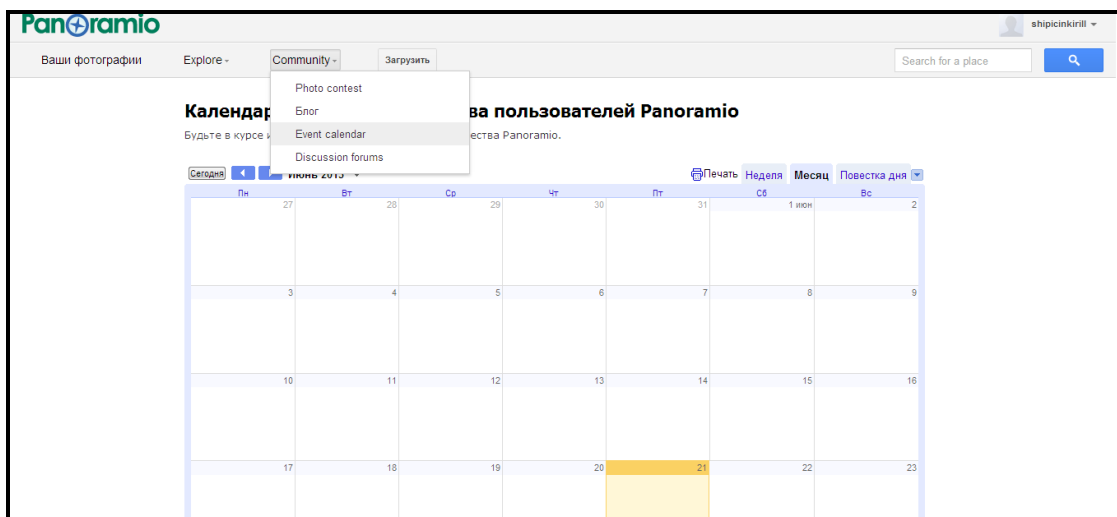 Panoramio shipicinkirill
Ваши фотографии Explore Community Загрузить Search for a place
Photo contest
Блог
Event calendar
Discussion forums
ва пользователей Panoramio
Будьте в курсе ества Panoramio.
Сегодня 2013 Печать Неделя Месяц Повестка дня
Пн Вт Ср Чт Пт Сб Вс
27 28 29 30 31 1 июн 2
3 4 5 6 7 8 9
10 11 12 13 14 15 16
17 18 19 20 21 22 23